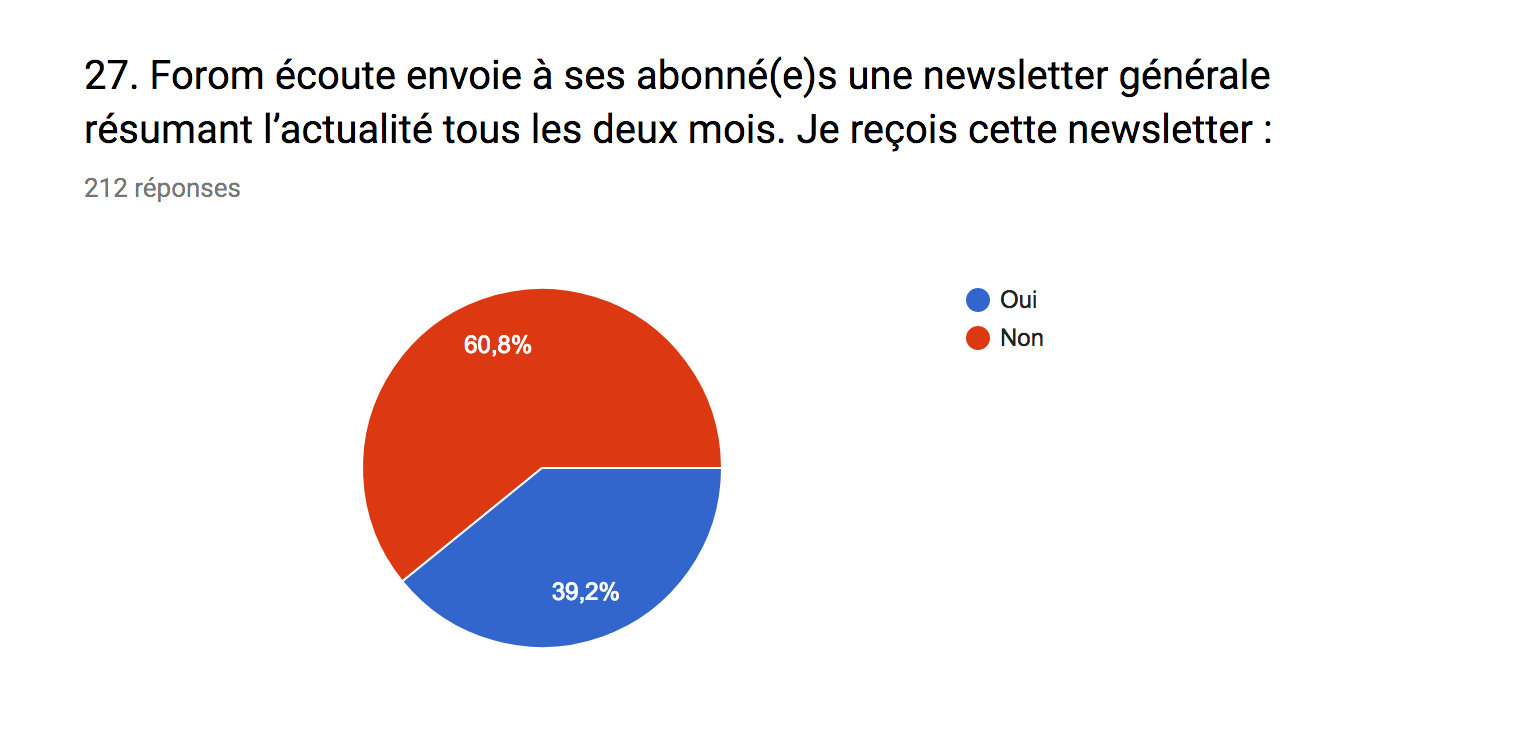 27. Forom écoute envoie à ses abonné(e)s une newsletter générale
résumant l’actualité tous les deux mois. Je reçois cette newsletter :
212 réponses
Oui
Non
60,8%
39,2%